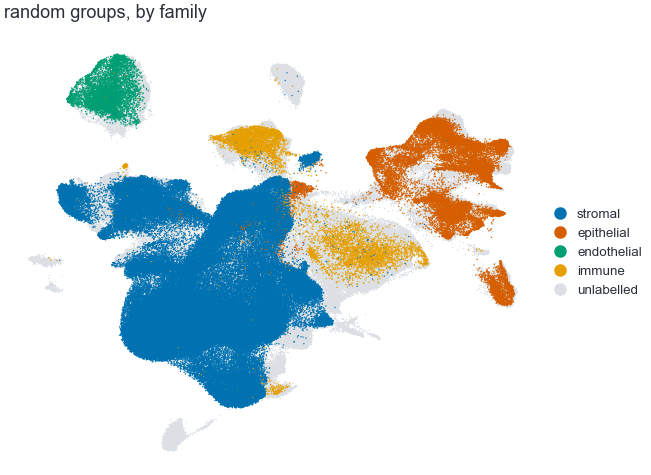 random groups, by family
stromal
epithelial
endothelial
immune
unlabelled